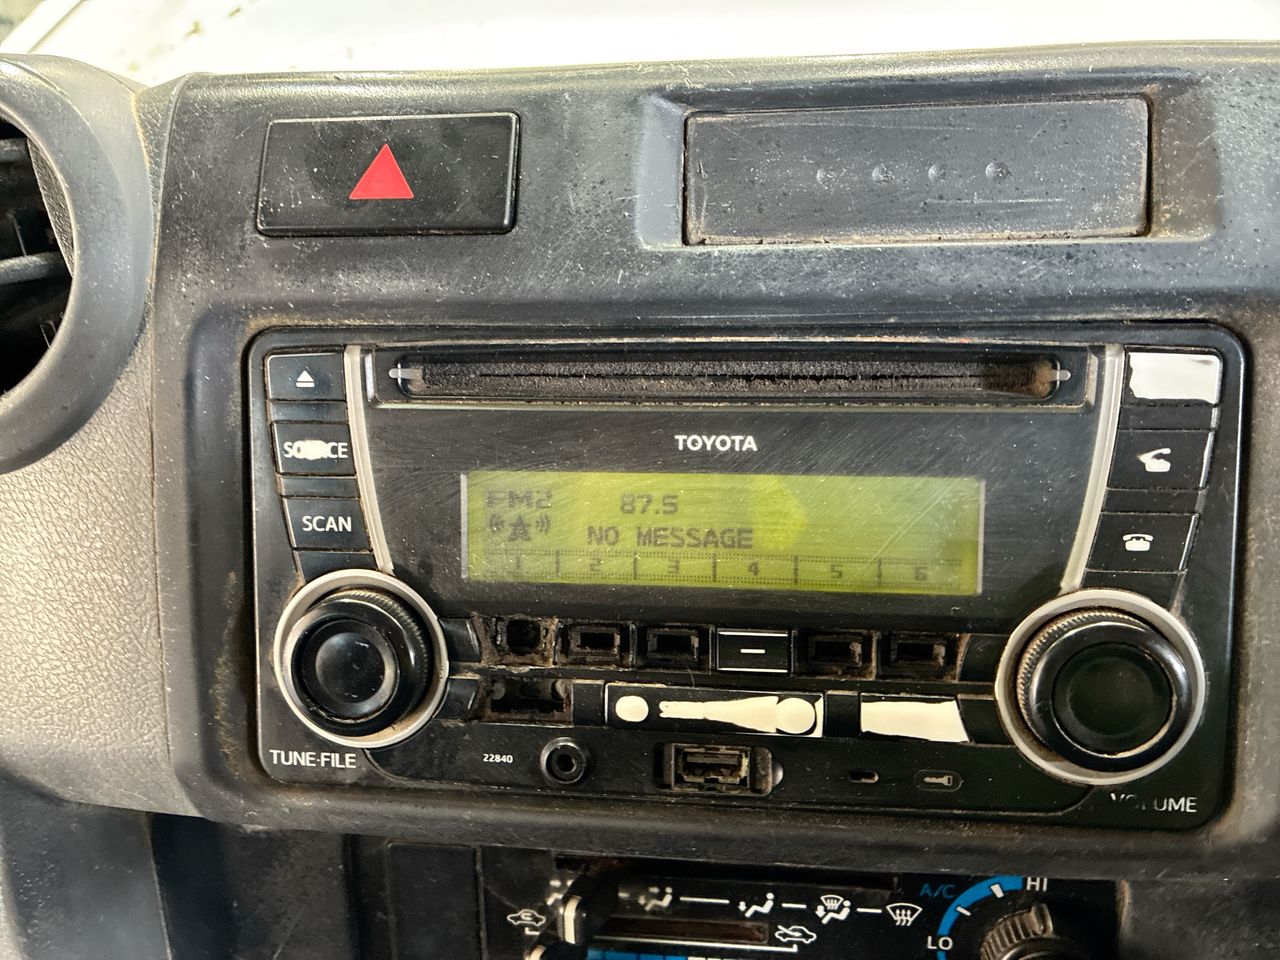 TOYOTA
SOURCE
SCAN
FM2 87.5
NO MESSAGE
1 2 3 4 5 6
TUNE·FILE
22840
VOLUME
A/C
HI
LO